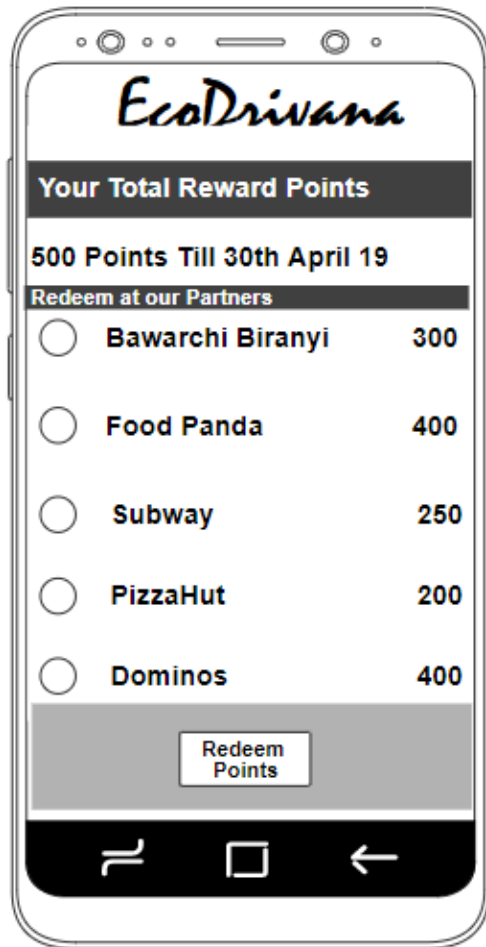 EcoDrivana
Your Total Reward Points
500 Points Till 30th April 19
Redeem at our Partners
Bawarchi Biranyi 300
Food Panda 400
Subway 250
PizzaHut 200
Dominos 400
Redeem
Points